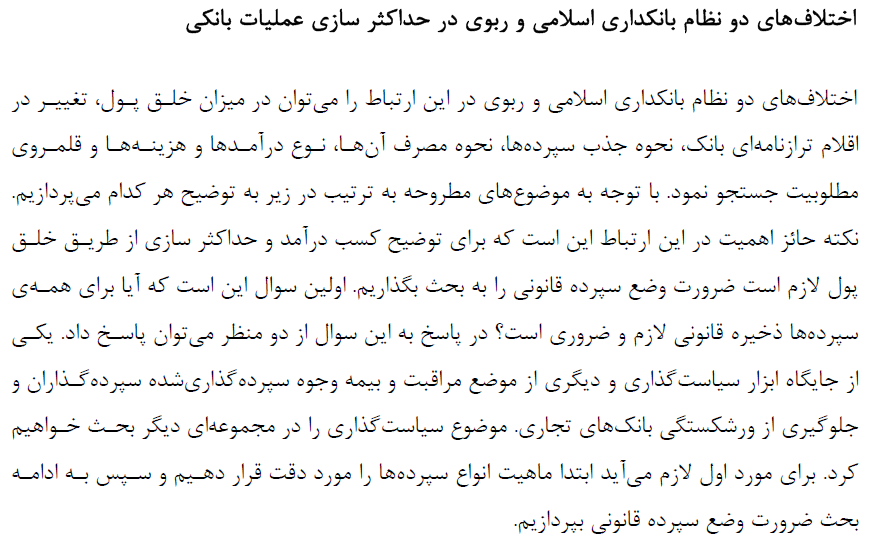 اختلاف‌های دو نظام بانکداری اسلامی و ربوی در حداکثر سازی عملیات بانکی
اختلاف‌های دو نظام بانکداری اسلامی و ربوی در این ارتباط را می‌توان در میزان خلق پول، تغییر در
اقلام ترازنامه‌ای بانک، نحوه جذب سپرده‌ها، نحوه مصرف آن‌ها، نوع درآمدها و هزینه‌ها و قلمروی
مطلوبیت جستجو نمود. با توجه به موضوع‌های مطروحه به ترتیب در زیر به توضیح هر کدام می‌پردازیم.
نکته حائز اهمیت در این ارتباط این است که برای توضیح کسب درآمد و حداکثر سازی از طریق خلق
پول لازم است ضرورت وضع سپرده قانونی را به بحث بگذاریم. اولین سوال این است که آیا برای همه‌ی
سپرده‌ها ذخیره قانونی لازم و ضروری است؟ در پاسخ به این سوال از دو منظر می‌توان پاسخ داد. یکی
از جایگاه ابزار سیاست‌گذاری و دیگری از موضع مراقبت و بیمه وجوه سپرده‌گذاری‌شده سپرده‌گذاران و
جلوگیری از ورشکستگی بانک‌های تجاری. موضوع سیاست‌گذاری را در مجموعه‌ای دیگر بحث خواهیم
کرد. برای مورد اول لازم می‌آید ابتدا ماهیت انواع سپرده‌ها را مورد دقت قرار دهیم و سپس به ادامه
بحث ضرورت وضع سپرده قانونی بپردازیم.